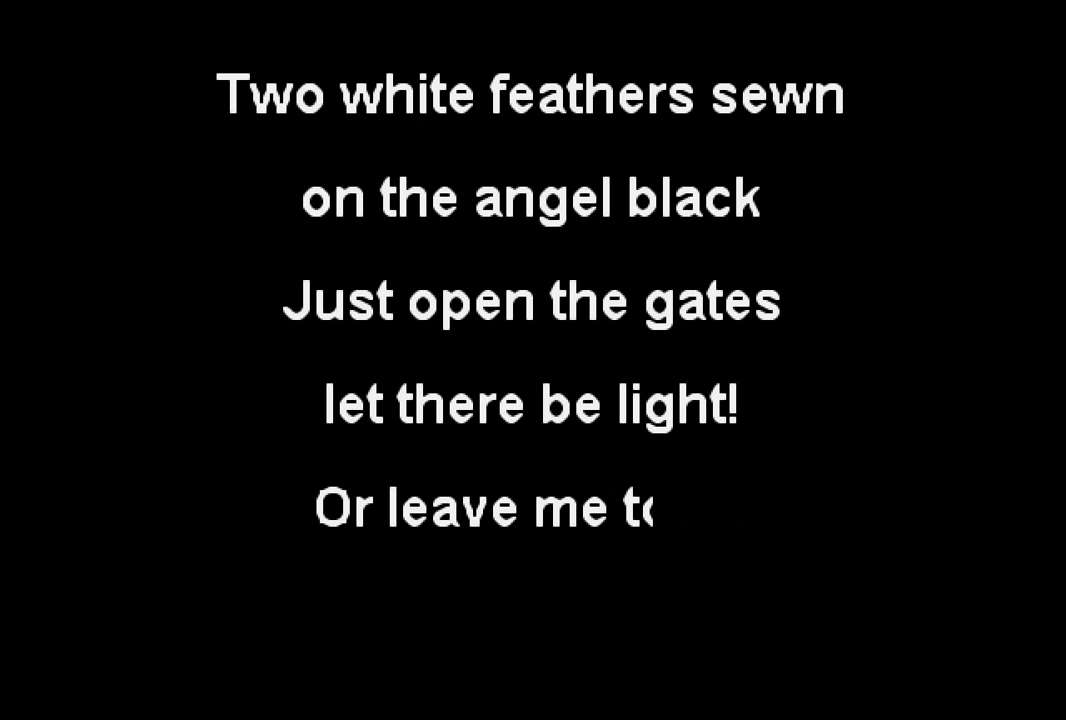 Two white feathers sewn
on the angel black
Just open the gates
let there be light!
Or leave me to